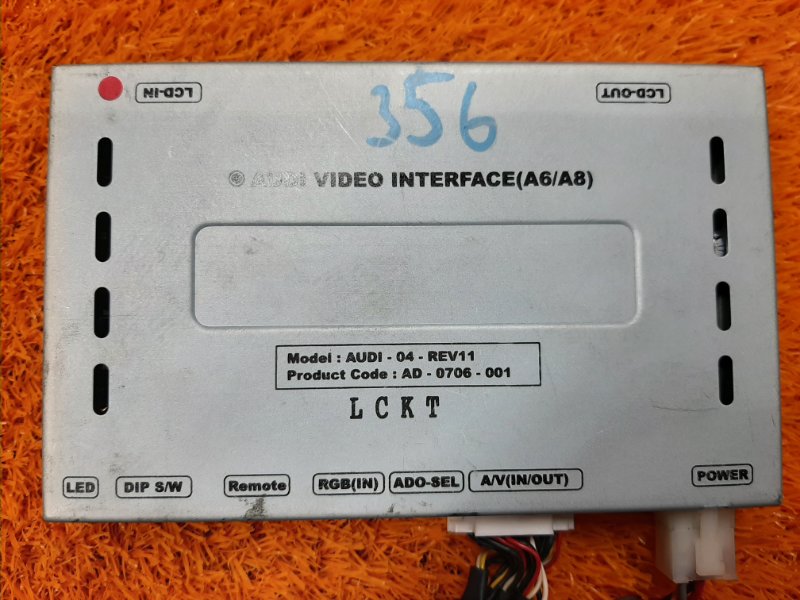 LCD-IN
LCD-OUT
356
AUDI VIDEO INTERFACE(A6/A8)
Model : AUDI - 04 - REV11
Product Code : AD - 0706 - 001
LCKT
LED DIP S/W Remote RGB(IN) ADO-SEL A/V(IN/OUT) POWER